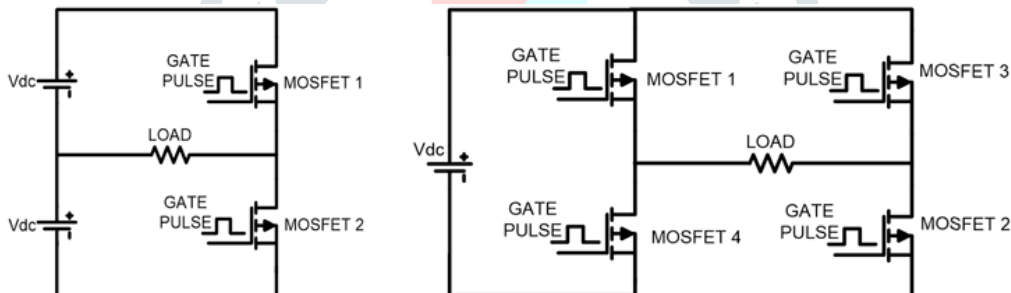 GATE
PULSE
Vdc
+
MOSFET 1
LOAD
GATE
PULSE
Vdc
+
MOSFET 2
GATE
PULSE
MOSFET 1
GATE
PULSE
MOSFET 3
Vdc
+
LOAD
GATE
PULSE
MOSFET 4
GATE
PULSE
MOSFET 2